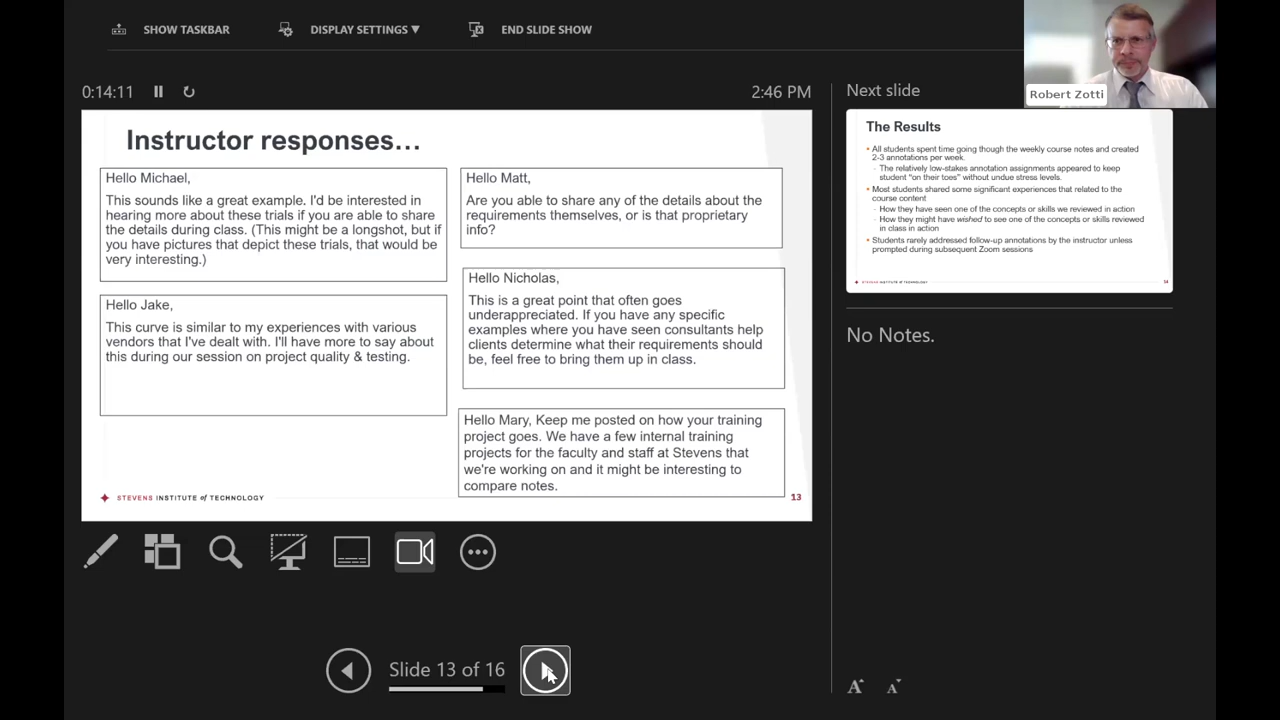 SHOW TASKBAR
DISPLAY SETTINGS ▼
END SLIDE SHOW
Robert Zotti
0:14:11
2:46 PM
Instructor responses…
Hello Michael,
This sounds like a great example. I'd be interested in
hearing more about these trials if you are able to share
the details during class. (This might be a longshot, but if
you have pictures that depict these trials, that would be
very interesting.)
Hello Jake,
This curve is similar to my experiences with various
vendors that I've dealt with. I'll have more to say about
this during our session on project quality & testing.
Hello Matt,
Are you able to share any of the details about the
requirements themselves, or is that proprietary
info?
Hello Nicholas,
This is a great point that often goes
underappreciated. If you have any specific
examples where you have seen consultants help
clients determine what their requirements should
be, feel free to bring them up in class.
Hello Mary, Keep me posted on how your training
project goes. We have a few internal training
projects for the faculty and staff at Stevens that
we're working on and it might be interesting to
compare notes.
STEVENS INSTITUTE of TECHNOLOGY
13
Slide 13 of 16
Next slide
The Results
All students spent time going though the weekly course notes and created
2-3 annotations per week.
The relatively low-stakes annotation assignments appeared to keep
student "on their toes" without undue stress levels.
Most students shared some significant experiences that related to the
course content
How they have seen one of the concepts or skills we reviewed in action
How they might have wished to see one of the concepts or skills reviewed
in class in action
Students rarely addressed follow-up annotations by the instructor unless
prompted during subsequent Zoom sessions
STEVENS INSTITUTE of TECHNOLOGY
14
No Notes.
A A